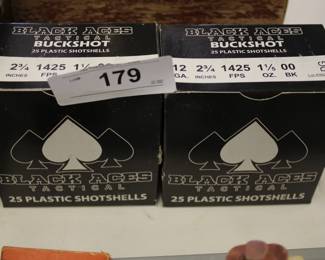 BLACK ACES
TACTICAL
BUCKSHOT
25 PLASTIC SHOTSHELLS
2¾ 1425 1⅛
INCHES FPS
179
BLACK ACES
TACTICAL
25 PLASTIC SHOTSHELLS
BLACK ACES
TACTICAL
BUCKSHOT
25 PLASTIC SHOTSHELLS
12 2¾ 1425 1⅛ 00
GA. INCHES FPS OZ. BK
BLACK ACES
TACTICAL
25 PLASTIC SHOTSHELLS